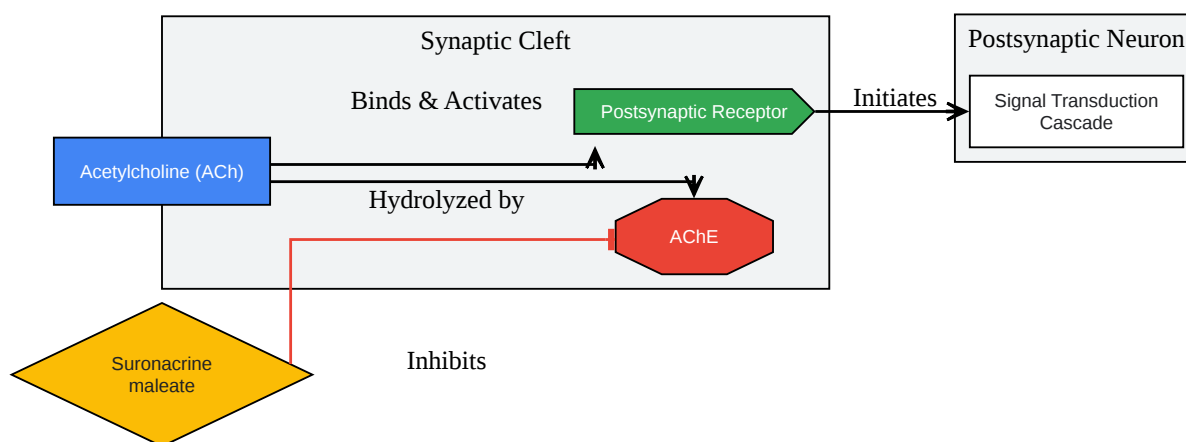 Synaptic Cleft
Postsynaptic Neuron
Binds & Activates
Postsynaptic Receptor
Initiates
Signal Transduction
Cascade
Acetylcholine (ACh)
Hydrolyzed by
AChE
Suronacrine
maleate
Inhibits